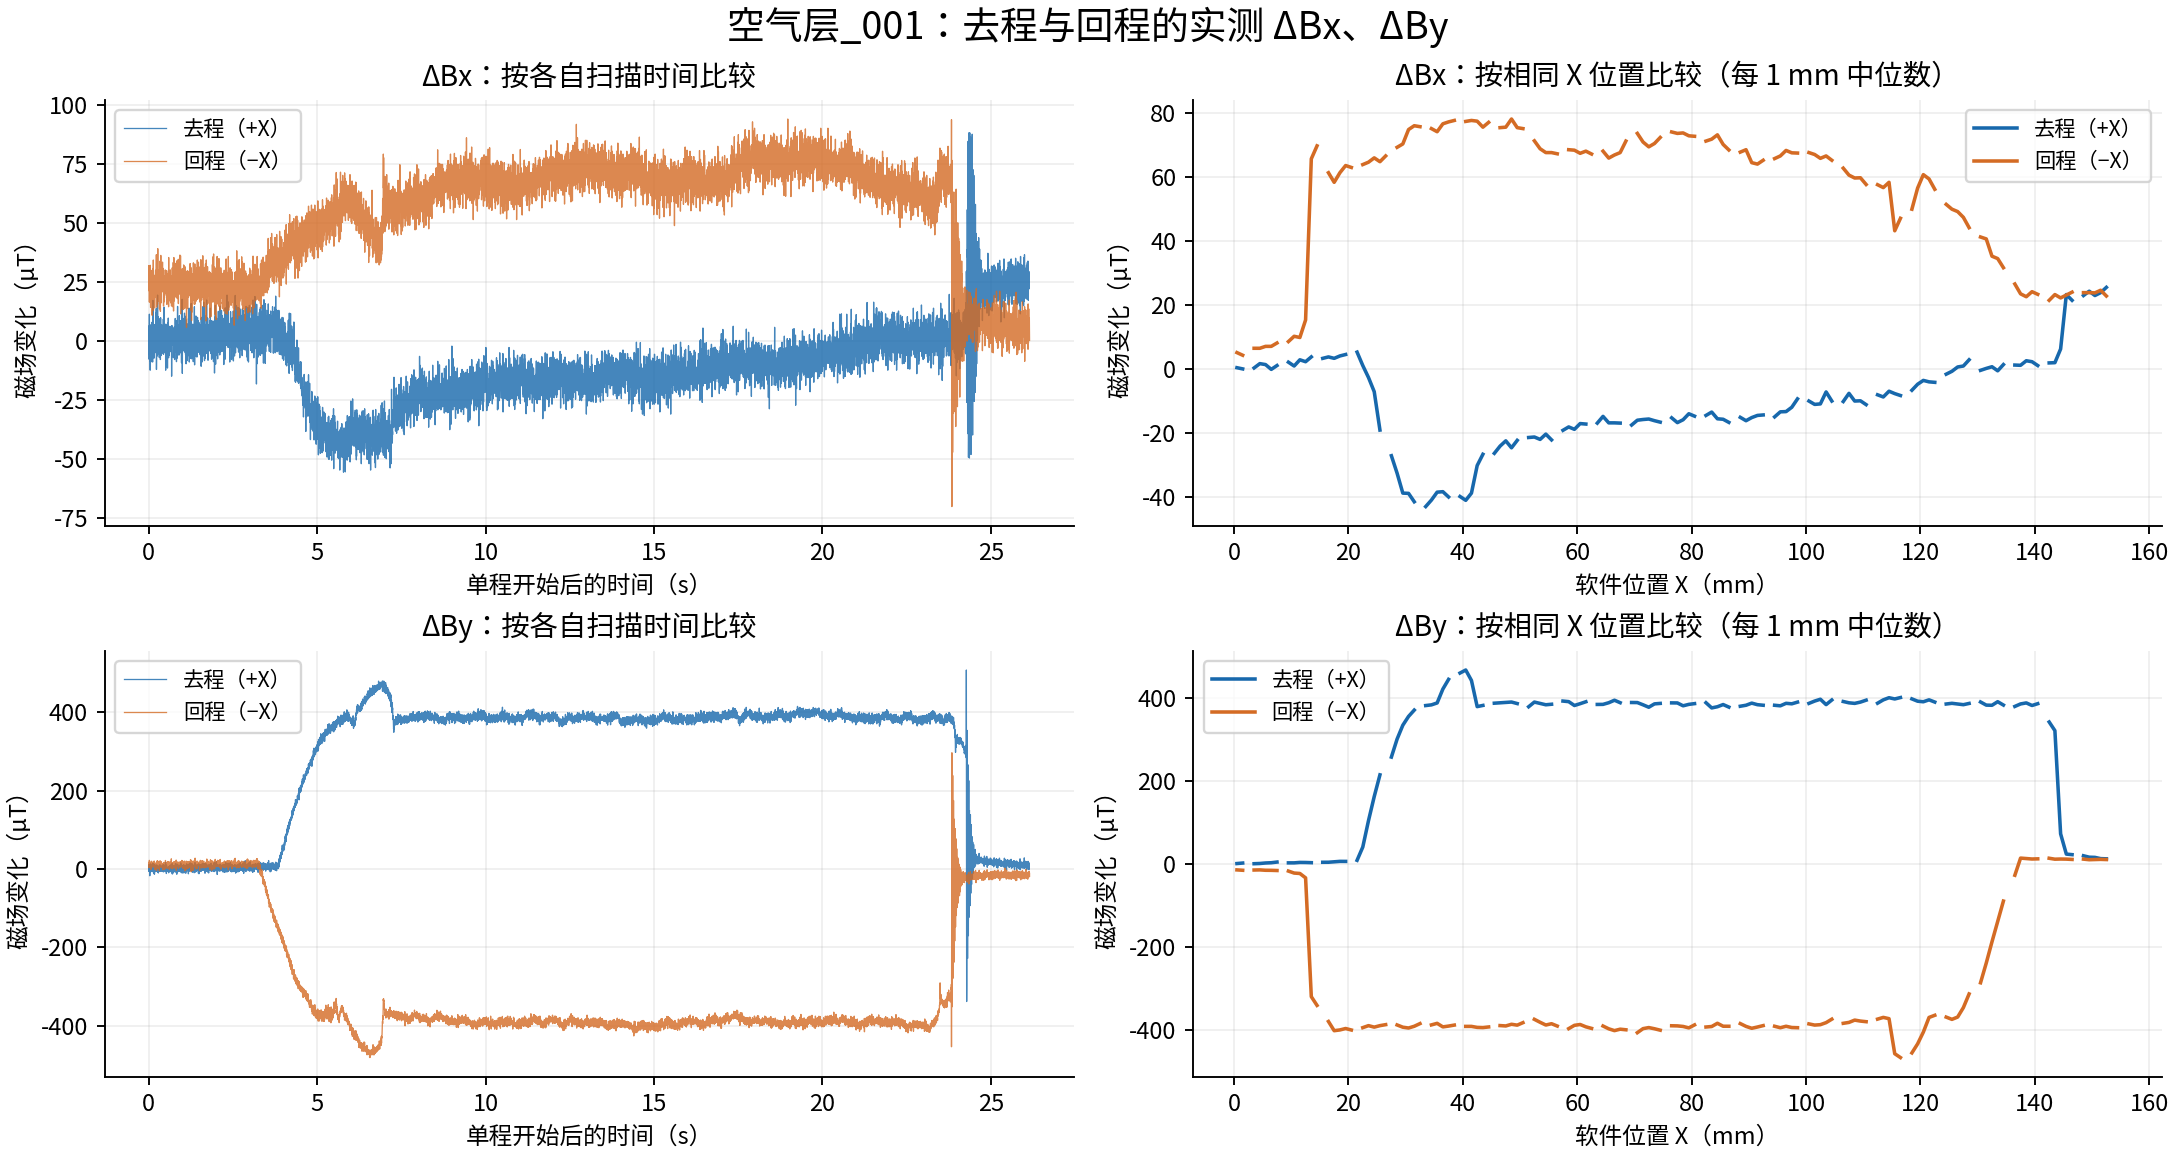 空气层_001：去程与回程的实测 ΔBx、ΔBy
ΔBx：按各自扫描时间比较
磁场变化（μT）
100
75
50
25
0
-25
-50
-75
去程（+X）
回程（−X）
0 5 10 15 20 25
单程开始后的时间（s）
ΔBx：按相同 X 位置比较（每 1 mm 中位数）
磁场变化（μT）
80
60
40
20
0
-20
-40
去程（+X）
回程（−X）
0 20 40 60 80 100 120 140 160
软件位置 X（mm）
ΔBy：按各自扫描时间比较
磁场变化（μT）
400
200
0
-200
-400
去程（+X）
回程（−X）
0 5 10 15 20 25
单程开始后的时间（s）
ΔBy：按相同 X 位置比较（每 1 mm 中位数）
磁场变化（μT）
400
200
0
-200
-400
去程（+X）
回程（−X）
0 20 40 60 80 100 120 140 160
软件位置 X（mm）